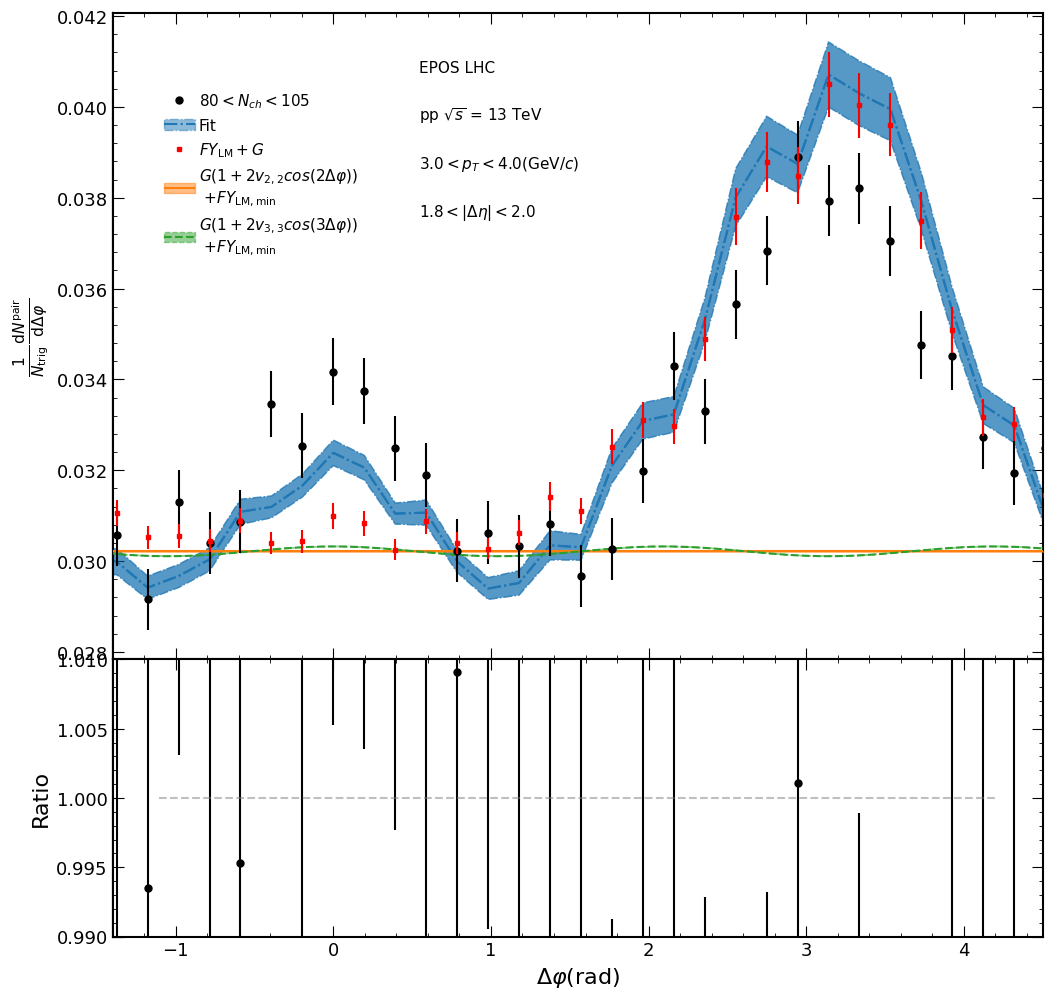 0.042
0.040
0.038
0.036
0.034
0.032
0.030
0.028
1/N_trig dN^pair/dΔφ
80 < N_ch < 105
Fit
FY_LM + G
G(1 + 2v_2,2cos(2Δφ))
+FY_LM,min
G(1 + 2v_3,3cos(3Δφ))
+FY_LM,min
EPOS LHC
pp √s = 13 TeV
3.0 < p_T < 4.0(GeV/c)
1.8 < |Δη| < 2.0
1.010
1.005
1.000
0.995
0.990
Ratio
−1 0 1 2 3 4
Δφ(rad)